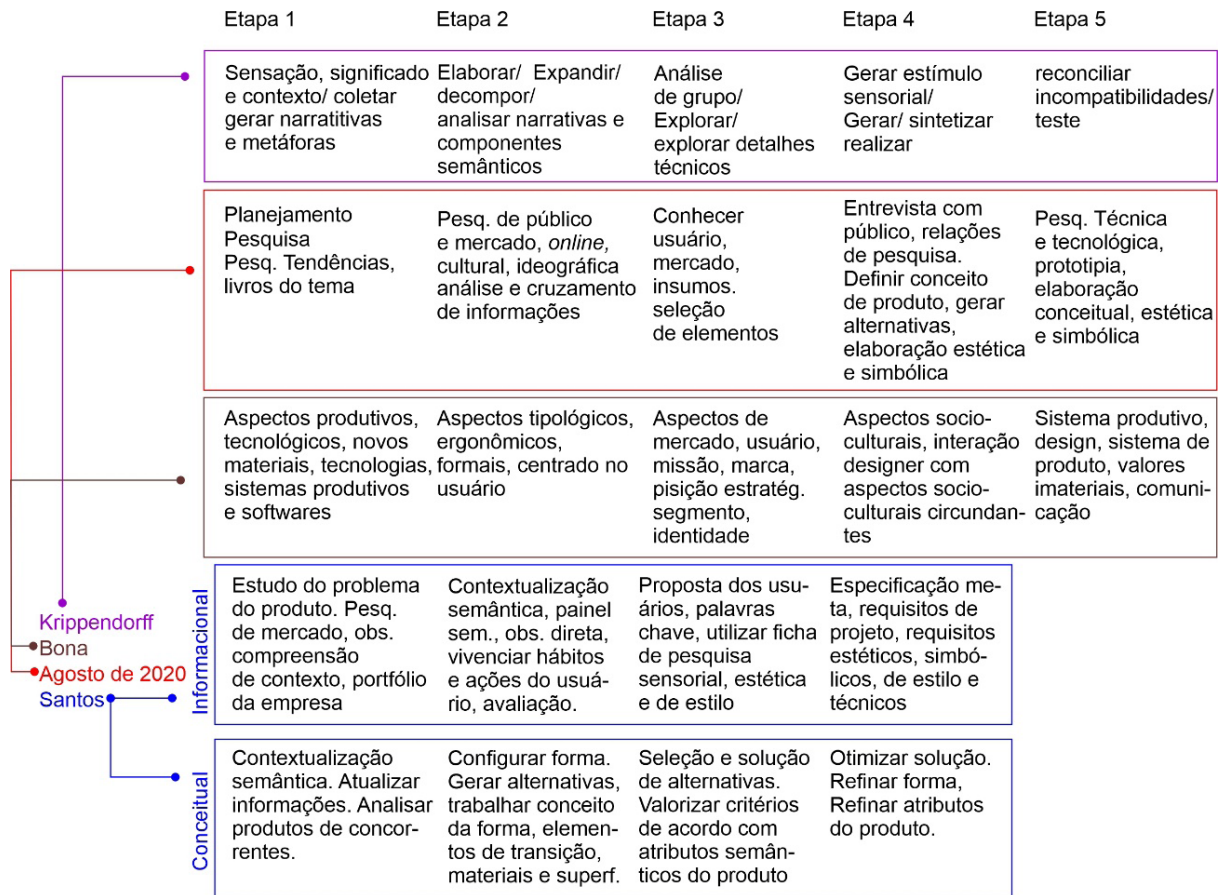 Etapa 1
Etapa 2
Etapa 3
Etapa 4
Etapa 5
Sensação, significado
e contexto/ coletar
gerar narratitivas
e metáforas
Elaborar/ Expandir/
decompor/
analisar narrativas e
componentes
semânticos
Análise
de grupo/
Explorar/
explorar detalhes
técnicos
Gerar estímulo
sensorial/
Gerar/ sintetizar
realizar
reconciliar
incompatibilidades/
teste
Planejamento
Pesquisa
Pesq. Tendências,
livros do tema
Pesq. de público
e mercado, online,
cultural, ideográfica
análise e cruzamento
de informações
Conhecer
usuário,
mercado,
insumos.
seleção
de elementos
Entrevista com
público, relações
de pesquisa.
Definir conceito
de produto, gerar
alternativas,
elaboração estética
e simbólica
Pesq. Técnica
e tecnológica,
prototipia,
elaboração
conceitual, estética
e simbólica
Aspectos produtivos,
tecnológicos, novos
materiais, tecnologias,
sistemas produtivos
e softwares
Aspectos tipológicos,
ergonômicos,
formais, centrado no
usuário
Aspectos de
mercado, usuário,
missão, marca,
pisição estratég.
segmento,
identidade
Aspectos socio-
culturais, interação
designer com
aspectos socio-
culturais circundan-
tes
Sistema produtivo,
design, sistema de
produto, valores
imateriais, comuni-
cação
Krippendorff
Bona
Agosto de 2020
Santos
Informacional
Estudo do problema
do produto. Pesq.
de mercado, obs.
compreensão
de contexto, portfólio
da empresa
Contextualização
semântica, painel
sem., obs. direta,
vivenciar hábitos
e ações do usuá-
rio, avaliação.
Proposta dos usu-
ários, palavras
chave, utilizar ficha
de pesquisa
sensorial, estética
e de estilo
Especificação me-
ta, requisitos de
projeto, requisitos
estéticos, simbó-
licos, de estilo e
técnicos
Conceitual
Contextualização
semântica. Atualizar
informações. Analisar
produtos de concor-
rentes.
Configurar forma.
Gerar alternativas,
trabalhar conceito
da forma, elemen-
tos de transição,
materiais e superf.
Seleção e solução
de alternativas.
Valorizar critérios
de acordo com
atributos semân-
ticos do produto
Otimizar solução.
Refinar forma,
Refinar atributos
do produto.